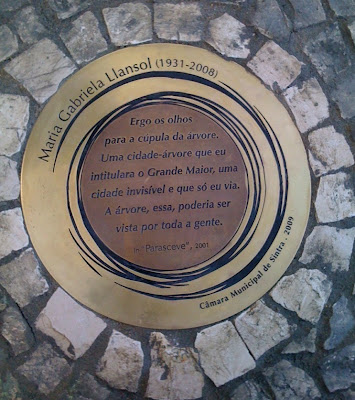 Maria Gabriela Llansol (1931-2008)
Ergo os olhos
para a cúpula da árvore.
Uma cidade-árvore que eu
intitulara o Grande Maior, uma
cidade invisível e que só eu via.
A árvore, essa, poderia ser
vista por toda a gente.
in "Parasceve", 2001
Câmara Municipal de Sintra . 2009